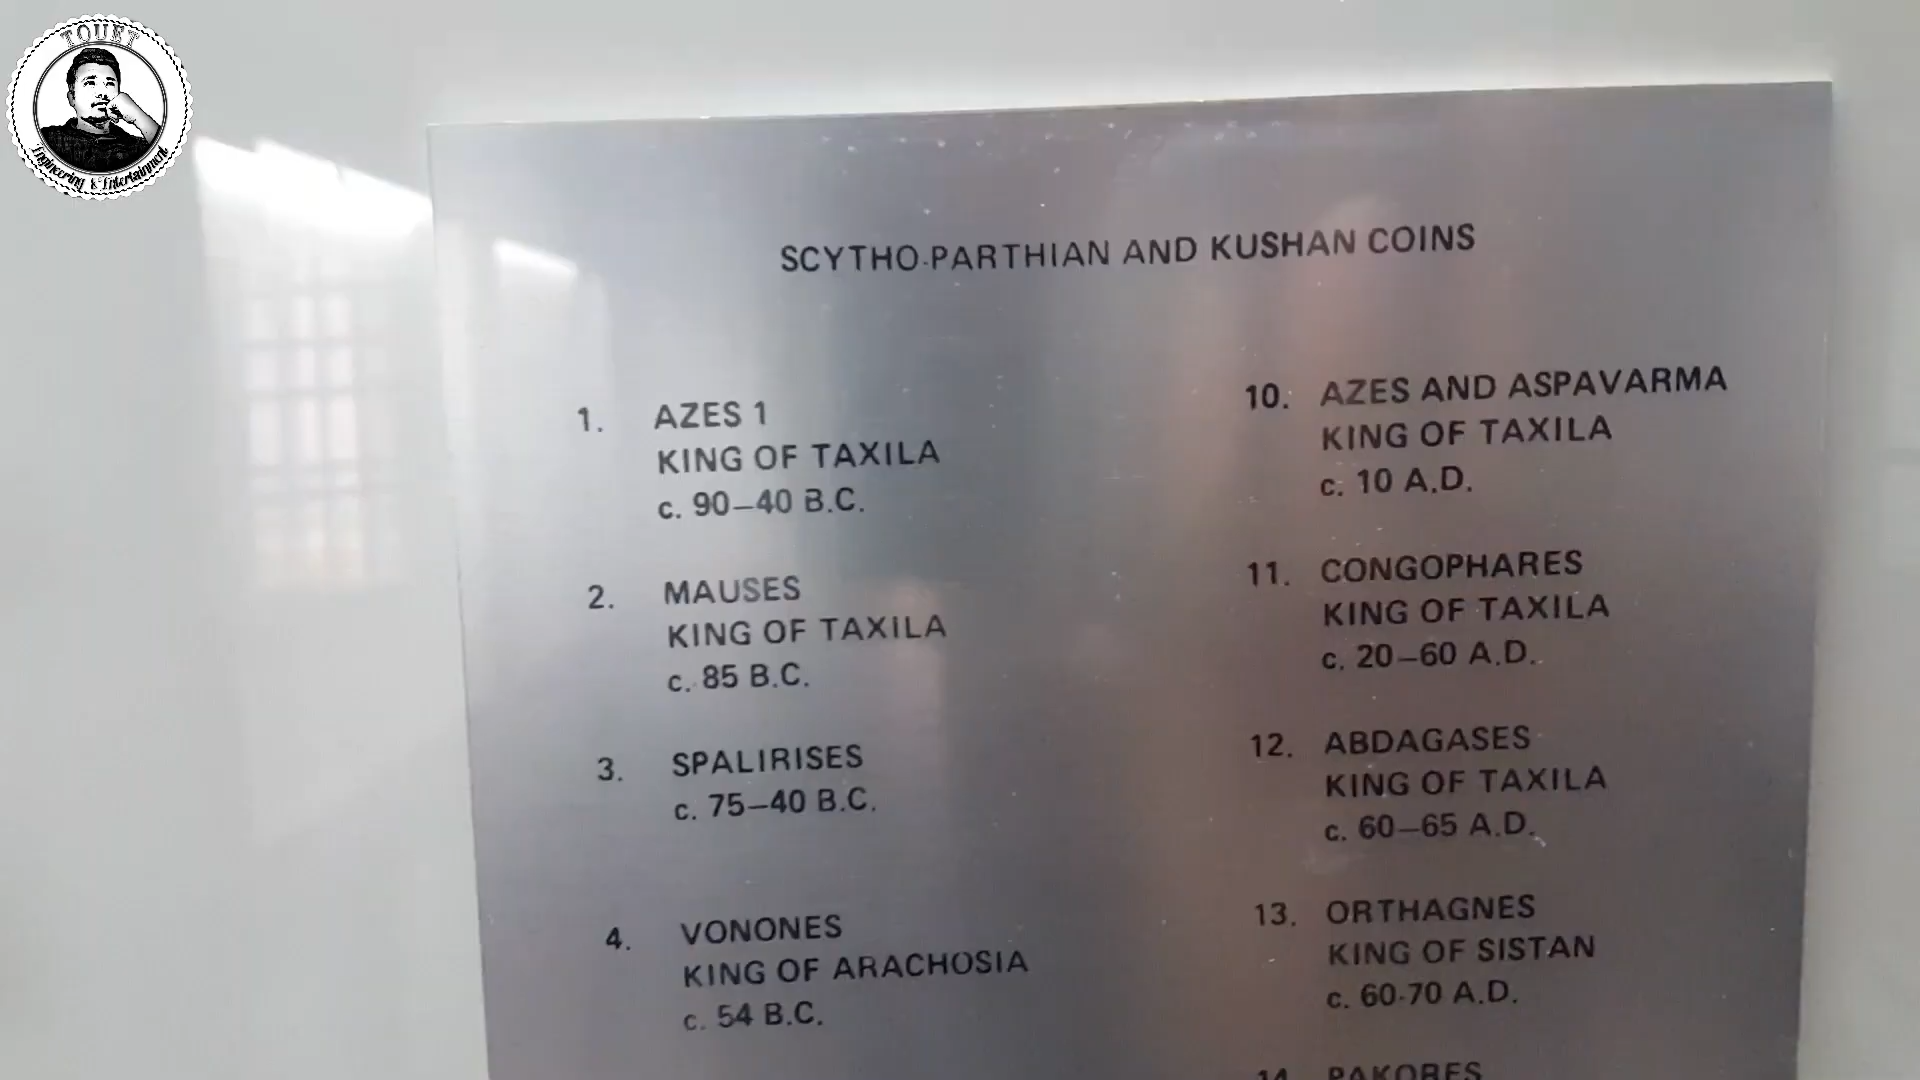 TOUET
Engineering & Entertainment
SCYTHO-PARTHIAN AND KUSHAN COINS
1. AZES 1
KING OF TAXILA
c. 90–40 B.C.
2. MAUSES
KING OF TAXILA
c. 85 B.C.
3. SPALIRISES
c. 75–40 B.C.
4. VONONES
KING OF ARACHOSIA
c. 54 B.C.
10. AZES AND ASPAVARMA
KING OF TAXILA
c. 10 A.D.
11. CONGOPHARES
KING OF TAXILA
c. 20–60 A.D.
12. ABDAGASES
KING OF TAXILA
c. 60–65 A.D.
13. ORTHAGNES
KING OF SISTAN
c. 60-70 A.D.
14. PAKORES